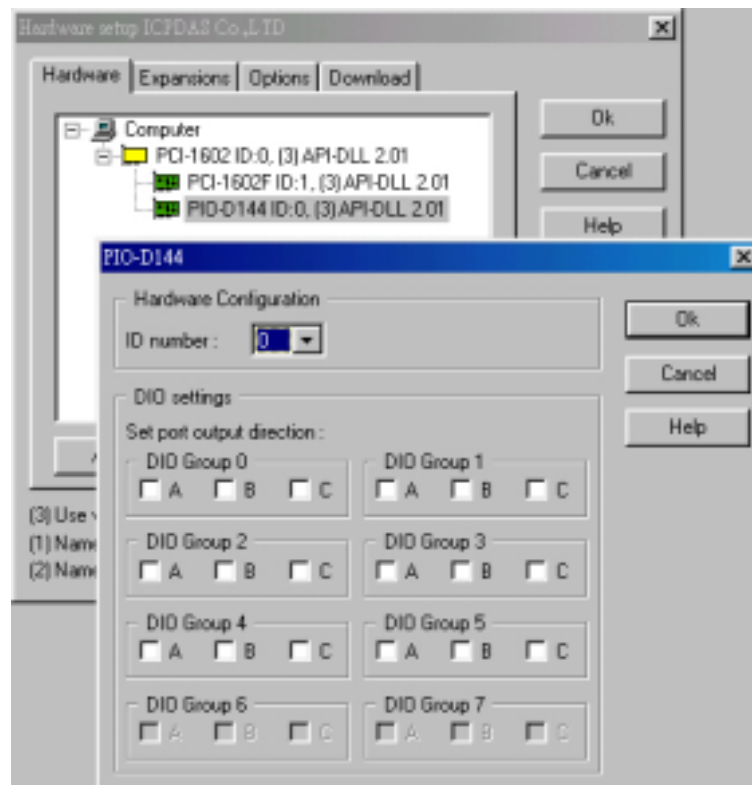 Hardware setup ICPDAS Co.,LTD
Hardware Expansions Options Download
Computer
PCI-1602 ID:0, (3) API-DLL 2.01
PCI-1602F ID:1, (3) API-DLL 2.01
PIO-D144 ID:0, (3) API-DLL 2.01
Ok
Cancel
Help
(3) Use
(1) Name
(2) Name
PIO-D144
Hardware Configuration
ID number : 0
Ok
Cancel
Help
DIO settings
Set port output direction :
DIO Group 0 DIO Group 1
A B C A B C
DIO Group 2 DIO Group 3
A B C A B C
DIO Group 4 DIO Group 5
A B C A B C
DIO Group 6 DIO Group 7
A B C A B C